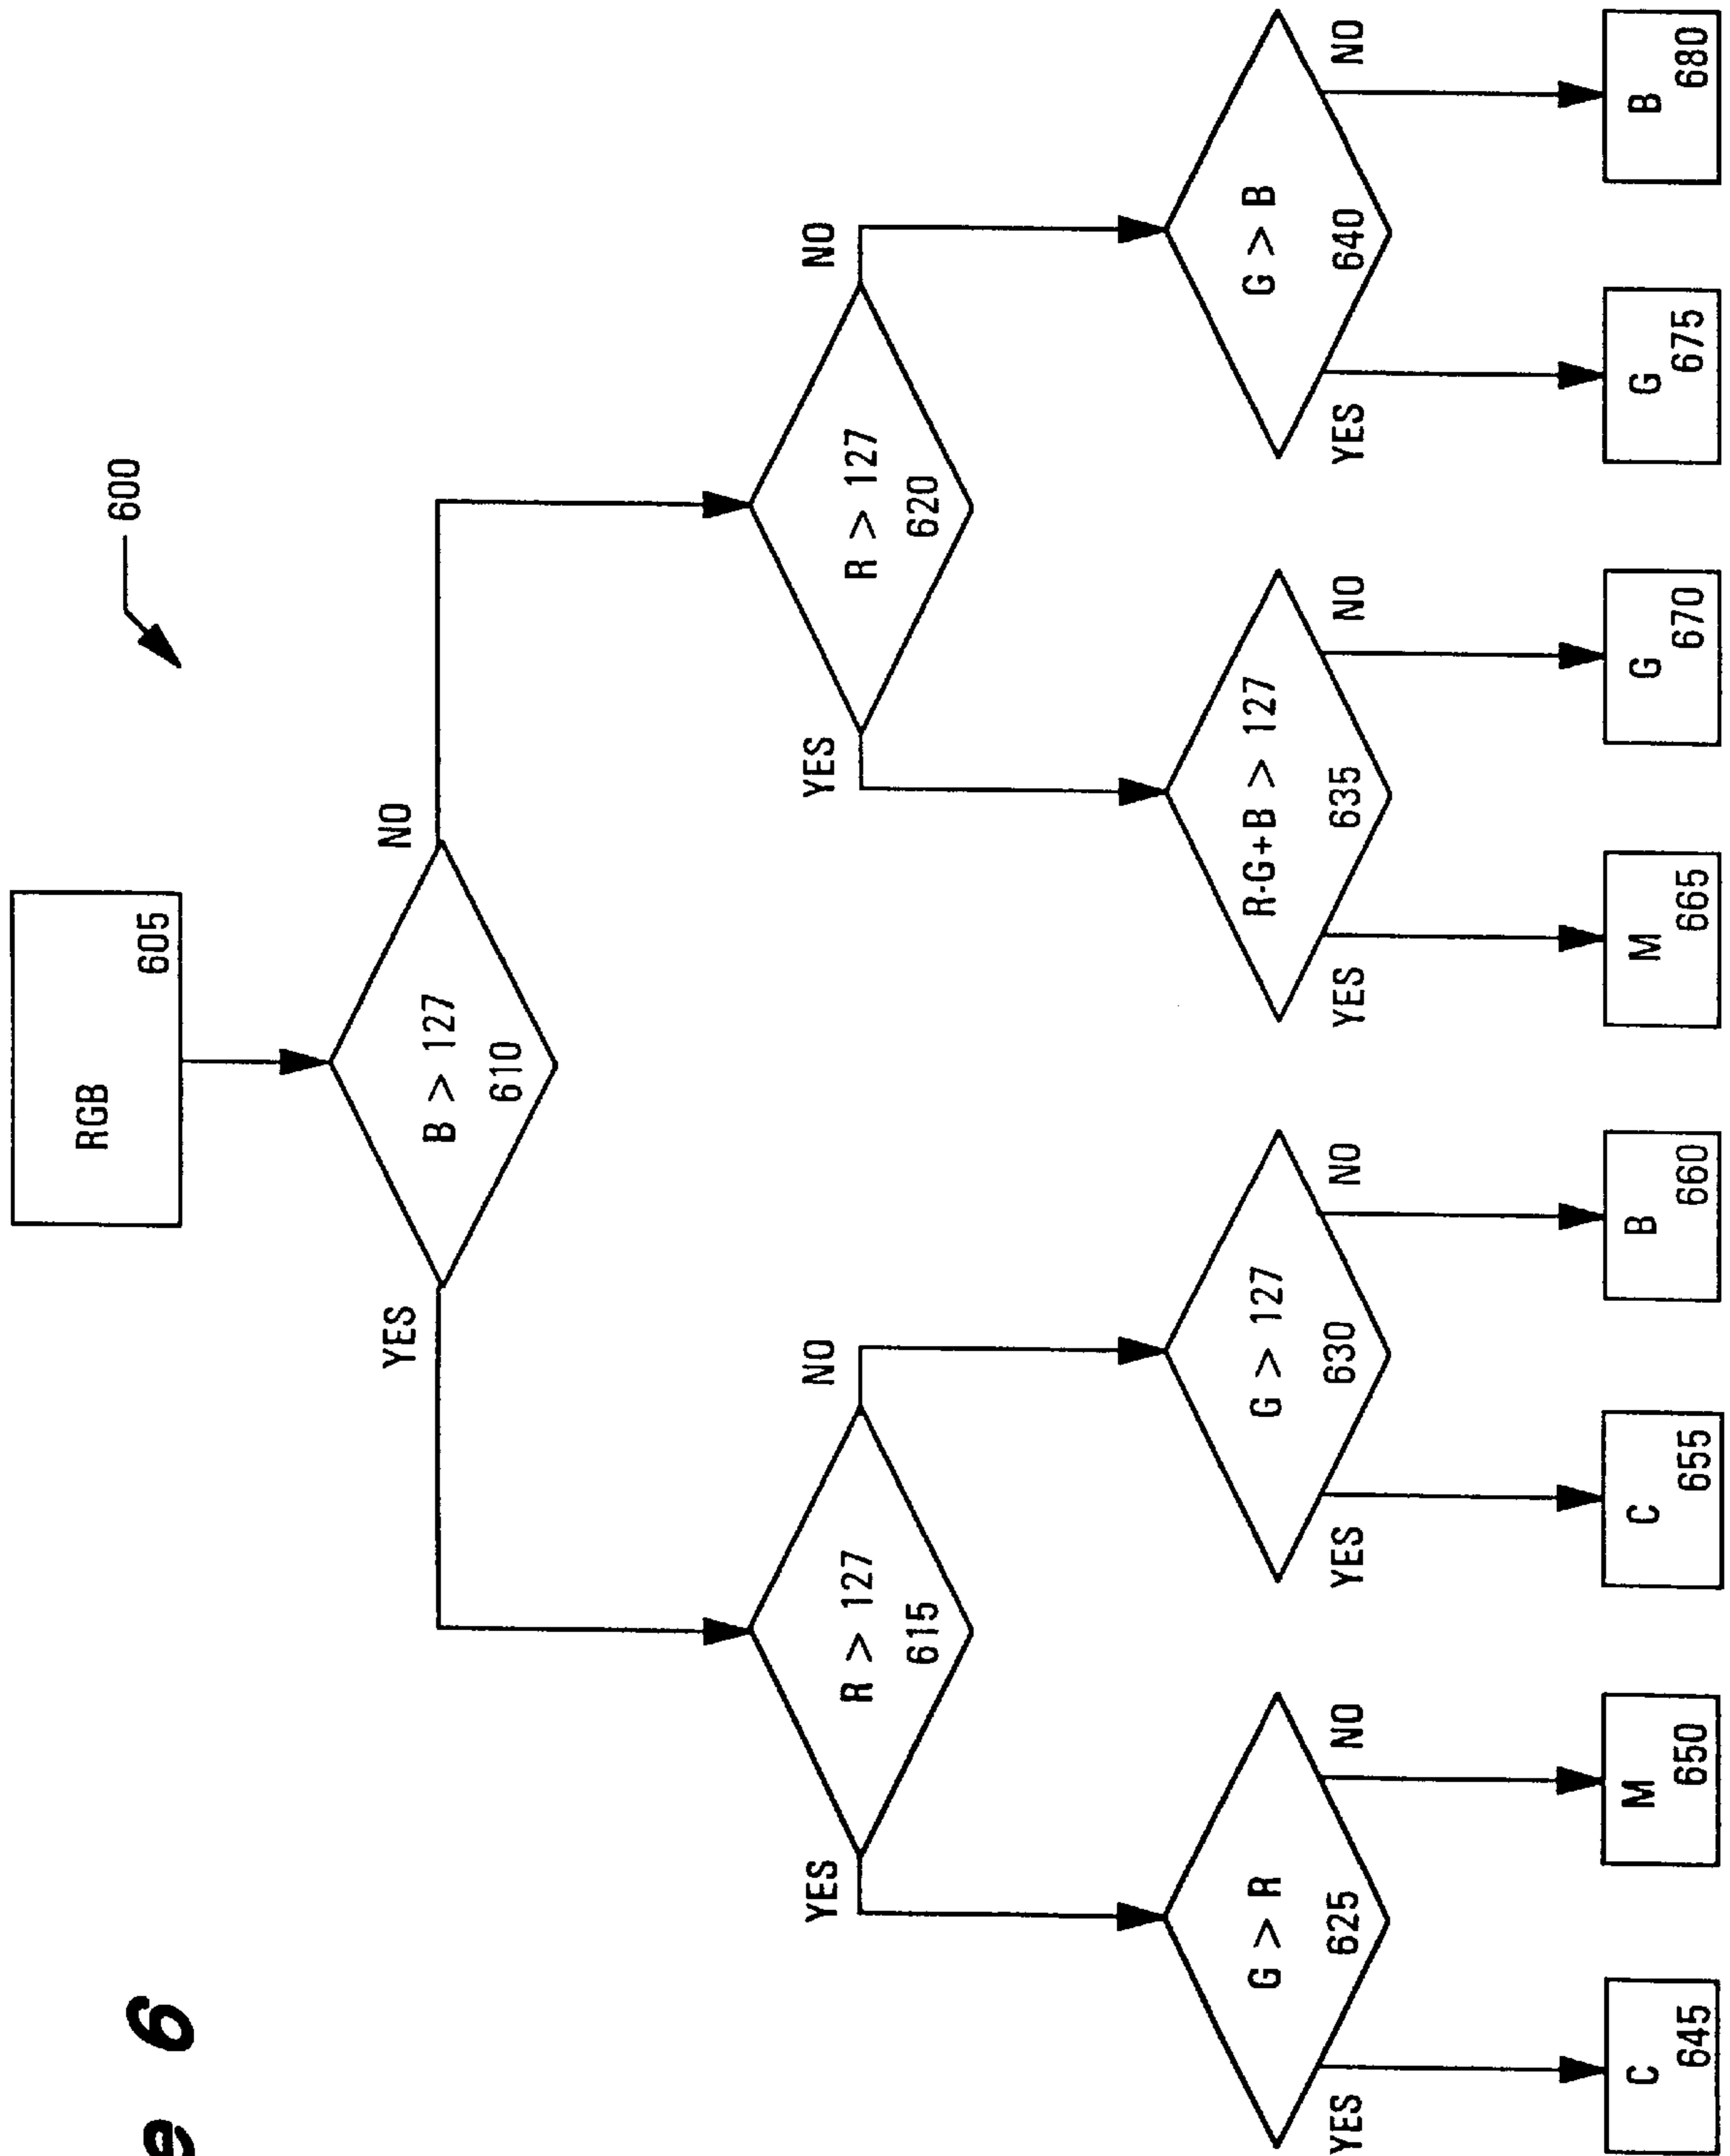 6
600
RGB
605
YES
NO
B > 127
610
YES
NO
YES
NO
R > 127
615
R > 127
620
G > R
625
G > 127
630
R-G+B > 127
635
G > B
640
YES
NO
YES
NO
YES
NO
YES
NO
C
645
M
650
C
655
B
660
M
665
G
670
G
675
B
680